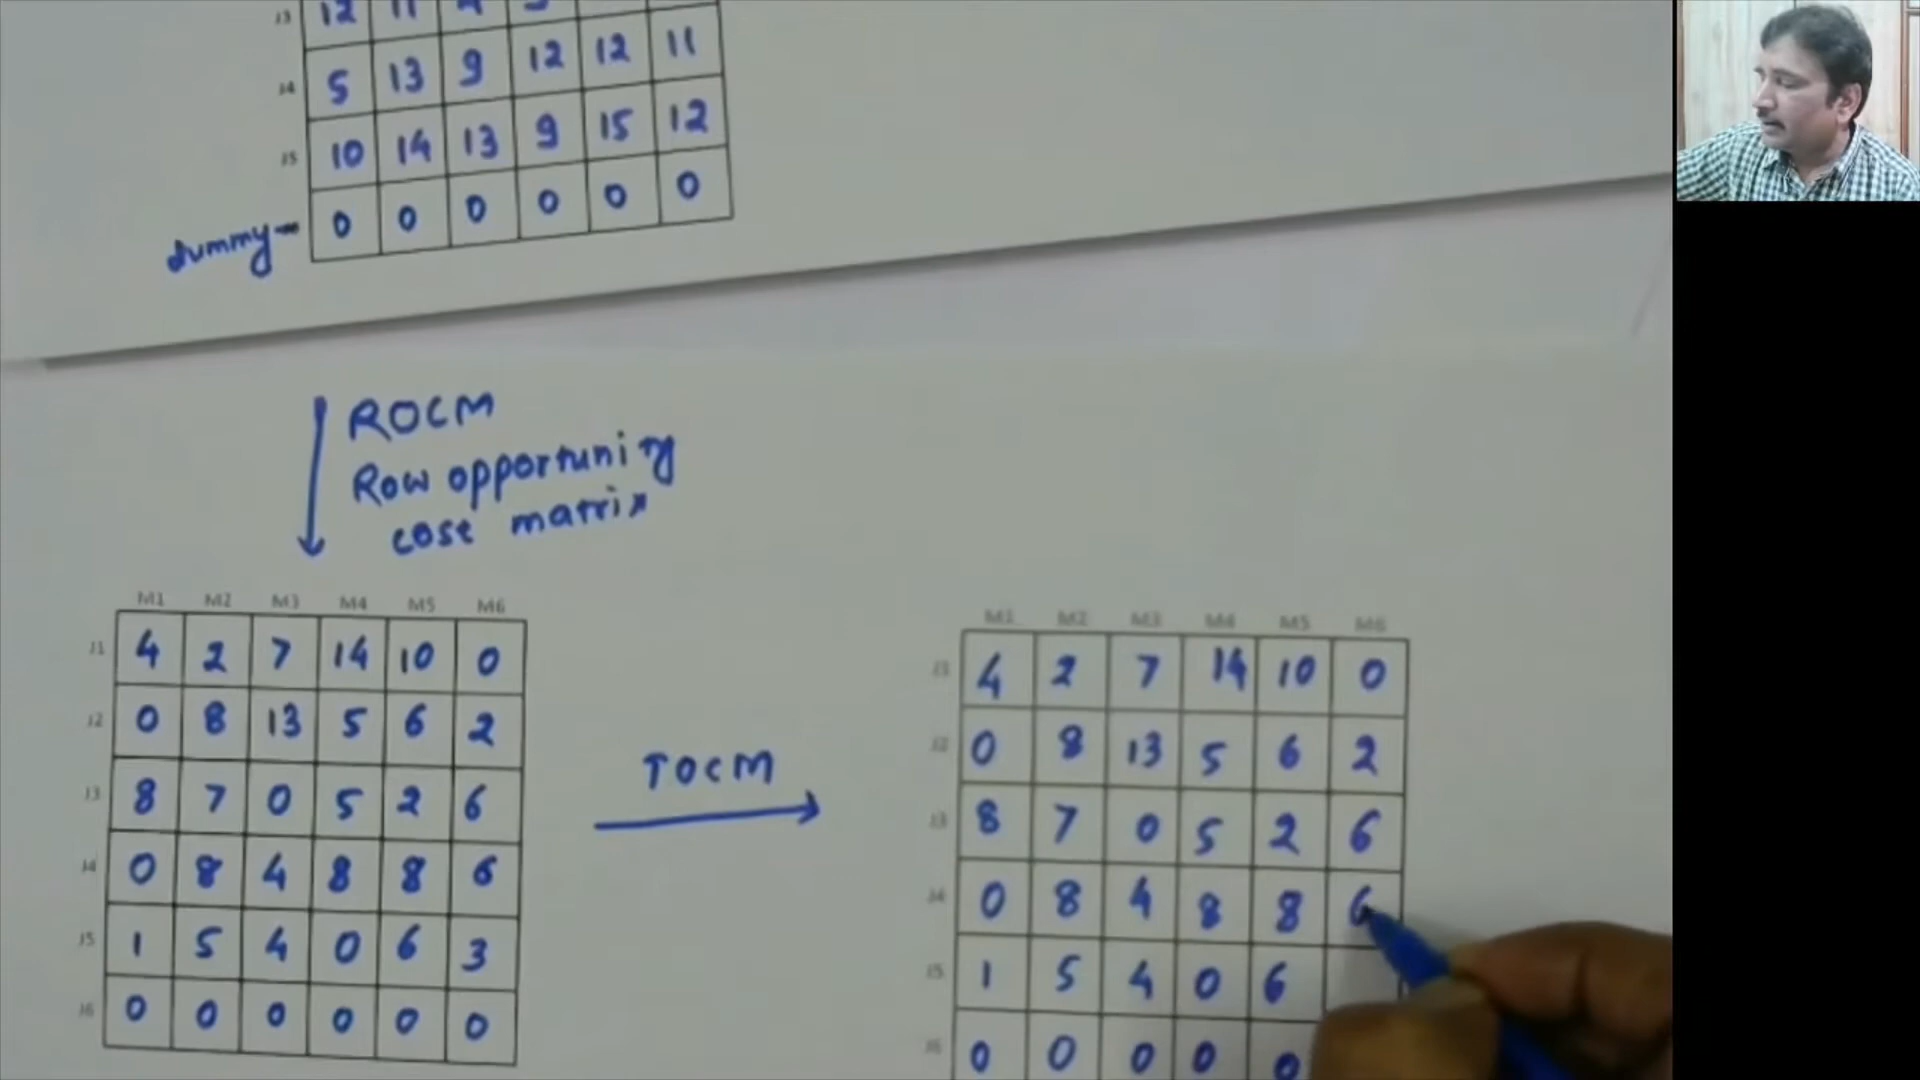 J3 12 11
J4 5 13 9 12 12 11
J5 10 14 13 9 15 12
dummy- 0 0 0 0 0 0
ROCM
Row opportunity
cost matrix
M1 M2 M3 M4 M5 M6
J1 4 2 7 14 10 0
J2 0 8 13 5 6 2
J3 8 7 0 5 2 6
J4 0 8 4 8 8 6
J5 1 5 4 0 6 3
J6 0 0 0 0 0 0
TOCM
M1 M2 M3 M4 M5 M6
J1 4 2 7 14 10 0
J2 0 8 13 5 6 2
J3 8 7 0 5 2 6
J4 0 8 4 8 8 6
J5 1 5 4 0 6
J6 0 0 0 0 0